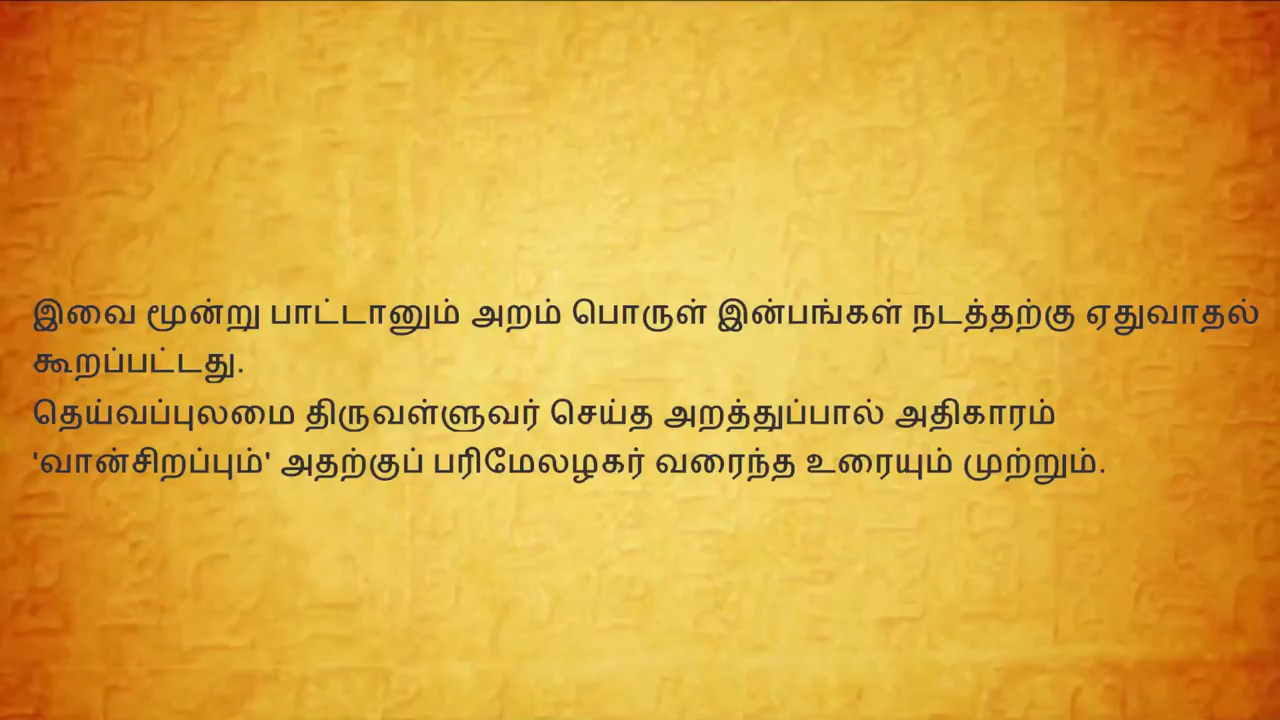 இவை மூன்று பாட்டானும் அறம் பொருள் இன்பங்கள் நடத்தற்கு ஏதுவாதல்
கூறப்பட்டது.
தெய்வப்புலமை திருவள்ளுவர் செய்த அறத்துப்பால் அதிகாரம்
'வான்சிறப்பும்' அதற்குப் பரிமேலழகர் வரைந்த உரையும் முற்றும்.